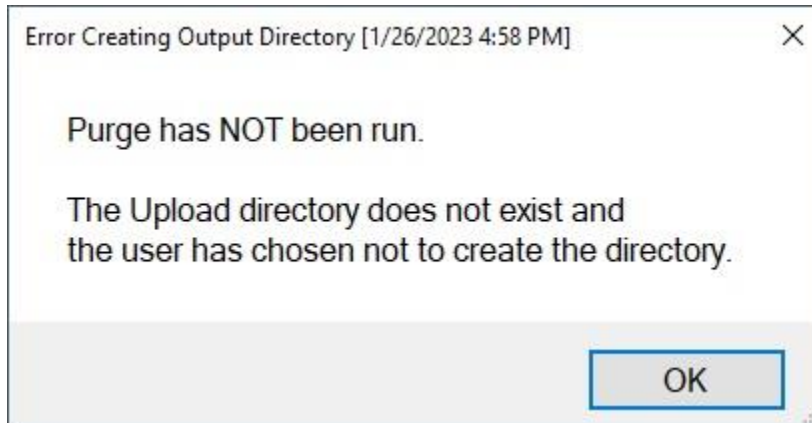 Error Creating Output Directory [1/26/2023 4:58 PM]
Purge has NOT been run.
The Upload directory does not exist and
the user has chosen not to create the directory.
OK